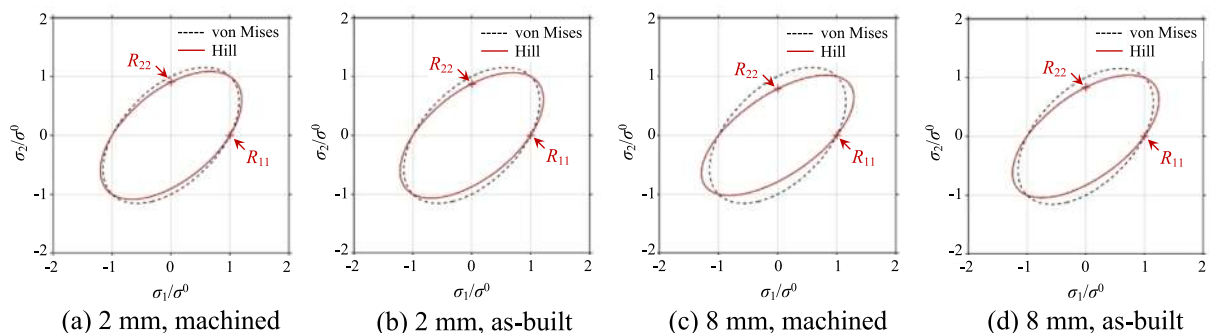 von Mises
Hill
R22
R11
2
1
0
-1
-2
-2 -1 0 1 2
σ2/σ0
σ1/σ0
(a) 2 mm, machined
von Mises
Hill
R22
R11
2
1
0
-1
-2
-2 -1 0 1 2
σ2/σ0
σ1/σ0
(b) 2 mm, as-built
von Mises
Hill
R22
R11
2
1
0
-1
-2
-2 -1 0 1 2
σ2/σ0
σ1/σ0
(c) 8 mm, machined
von Mises
Hill
R22
R11
2
1
0
-1
-2
-2 -1 0 1 2
σ2/σ0
σ1/σ0
(d) 8 mm, as-built